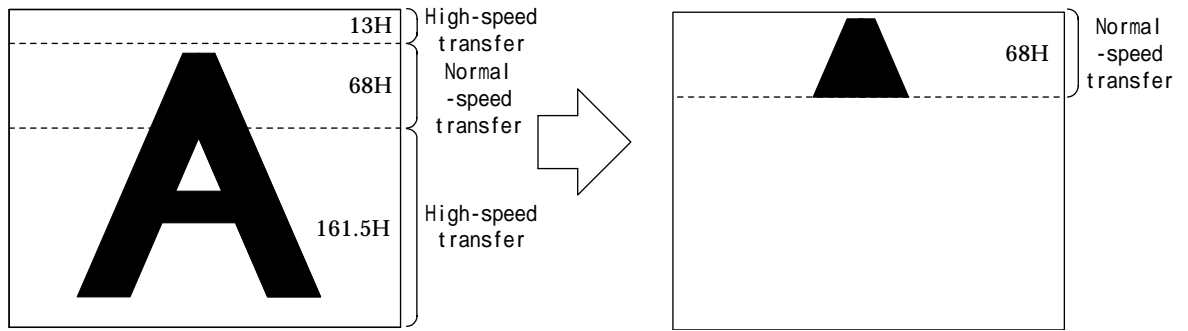 13H
High-speed
transfer
68H
Normal
-speed
transfer
161.5H
High-speed
transfer
A
68H
Normal
-speed
transfer